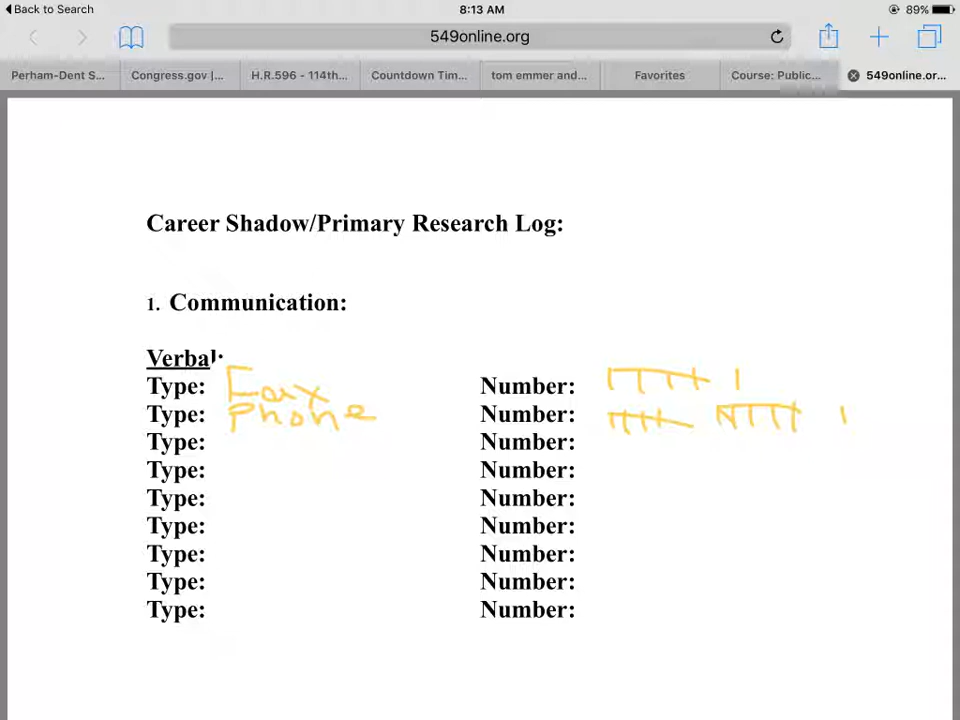 Back to Search
8:13 AM
89%
549online.org
Perham-Dent S...
Congress.gov |...
H.R.596 - 114th...
Countdown Tim...
tom emmer and...
Favorites
Course: Public...
549online.or...
Career Shadow/Primary Research Log:
1. Communication:
Verbal:
Type: Fax Number:
Type: Phone Number:
Type: Number:
Type: Number:
Type: Number:
Type: Number:
Type: Number:
Type: Number:
Type: Number: